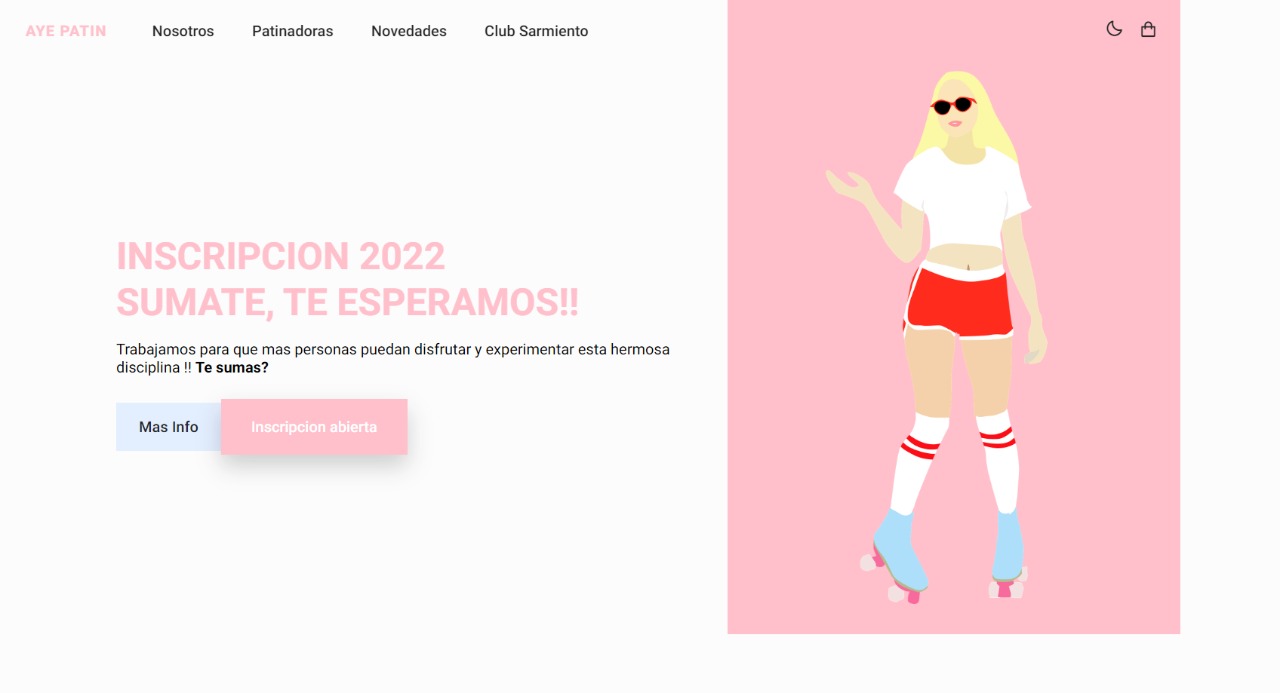 AYE PATIN
Nosotros
Patinadoras
Novedades
Club Sarmiento
INSCRIPCION 2022
SUMATE, TE ESPERAMOS!!
Trabajamos para que mas personas puedan disfrutar y experimentar esta hermosa
disciplina !! Te sumas?
Mas Info
Inscripcion abierta